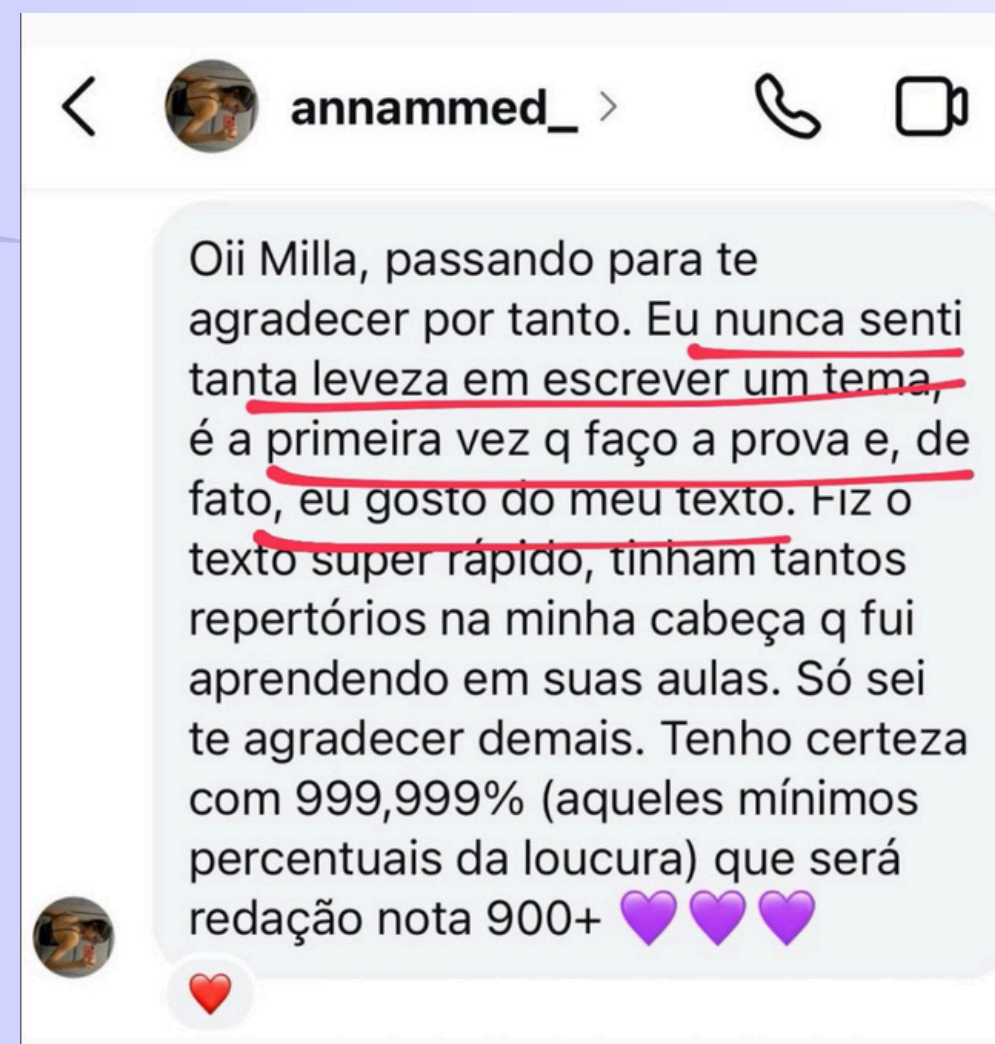 annammed_
Oii Milla, passando para te
agradecer por tanto. Eu nunca senti
tanta leveza em escrever um tema,
é a primeira vez q faço a prova e, de
fato, eu gosto do meu texto. Fiz o
texto super rápido, tinham tantos
repertórios na minha cabeça q fui
aprendendo em suas aulas. Só sei
te agradecer demais. Tenho certeza
com 999,999% (aqueles mínimos
percentuais da loucura) que será
redação nota 900+ 💜💜💜